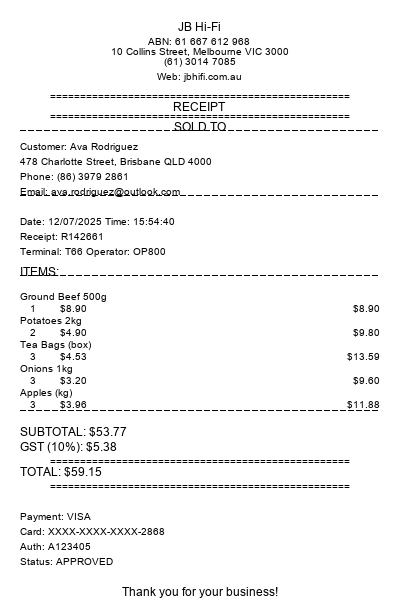 JB Hi-Fi
ABN: 61 667 612 968
10 Collins Street, Melbourne VIC 3000
(61) 3014 7085
Web: jbhifi.com.au
==================================================
RECEIPT
==================================================
SOLD TO
Customer: Ava Rodriguez
478 Charlotte Street, Brisbane QLD 4000
Phone: (86) 3979 2861
Email: ava.rodriguez@outlook.com
Date: 12/07/2025 Time: 15:54:40
Receipt: R142661
Terminal: T66 Operator: OP800
ITEMS:
Ground Beef 500g
1 $8.90 $8.90
Potatoes 2kg
2 $4.90 $9.80
Tea Bags (box)
3 $4.53 $13.59
Onions 1kg
3 $3.20 $9.60
Apples (kg)
3 $3.96 $11.88
SUBTOTAL: $53.77
GST (10%): $5.38
==================================================
TOTAL: $59.15
==================================================
Payment: VISA
Card: XXXX-XXXX-XXXX-2868
Auth: A123405
Status: APPROVED
Thank you for your business!